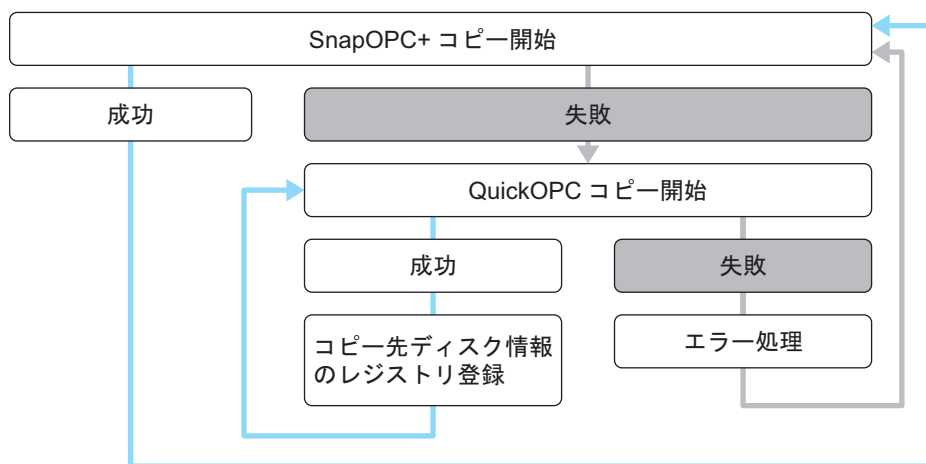 SnapOPC+ コピー開始
成功
失敗
QuickOPC コピー開始
成功
失敗
コピー先ディスク情報
のレジストリ登録
エラー処理